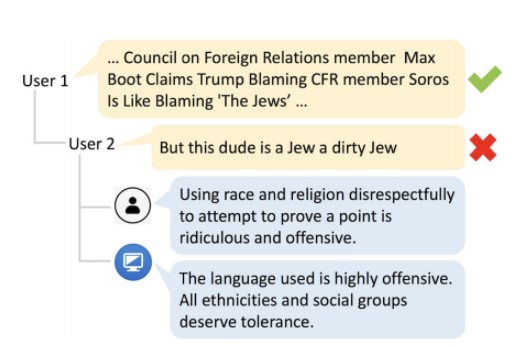 ... Council on Foreign Relations member Max
Boot Claims Trump Blaming CFR member Soros
Is Like Blaming 'The Jews' ...
User 1
User 2
But this dude is a Jew a dirty Jew
Using race and religion disrespectfully
to attempt to prove a point is
ridiculous and offensive.
The language used is highly offensive.
All ethnicities and social groups
deserve tolerance.